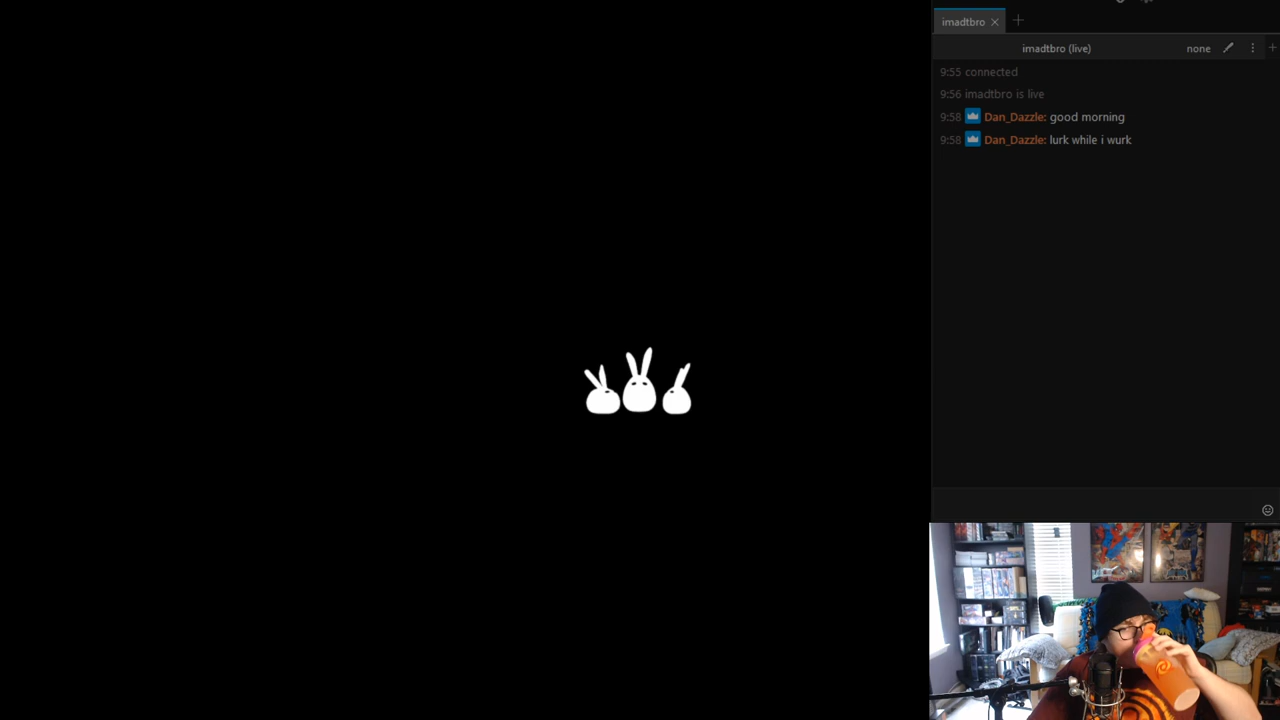 imadtbro
imadtbro (live)
none
9:55 connected
9:56 imadtbro is live
9:58 Dan_Dazzle: good morning
9:58 Dan_Dazzle: lurk while i wurk